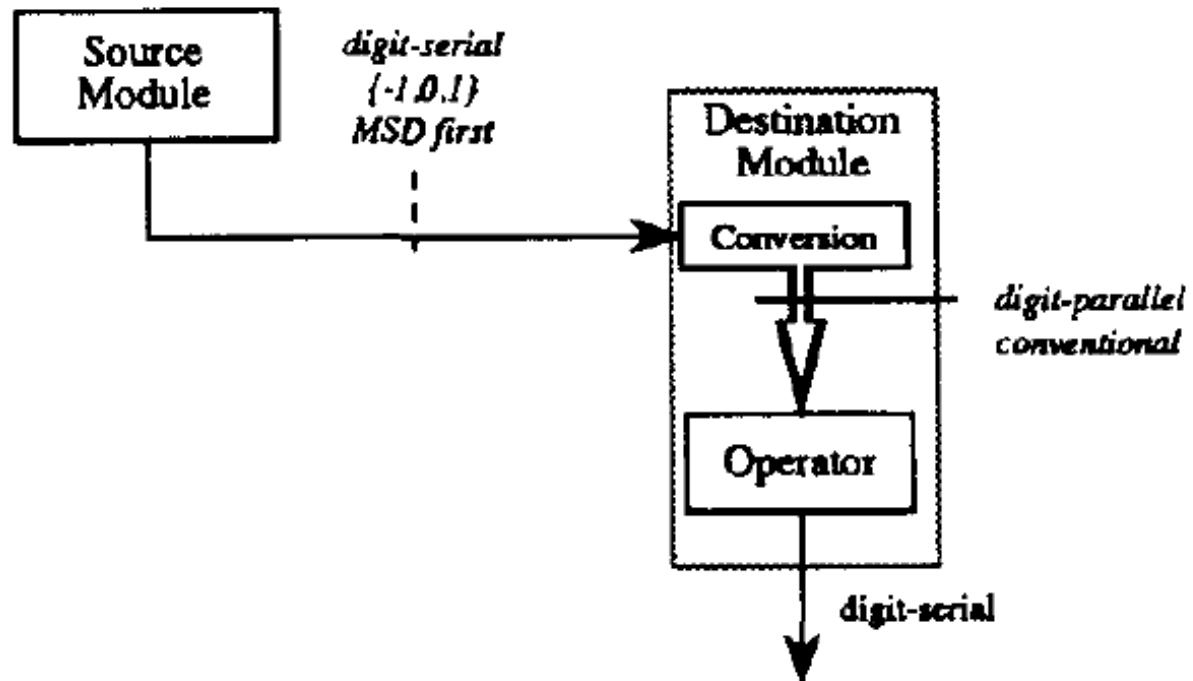 Source
Module
digit-serial
{-1,0,1}
MSD first
Destination
Module
Conversion
digit-parallel
conventional
Operator
digit-serial